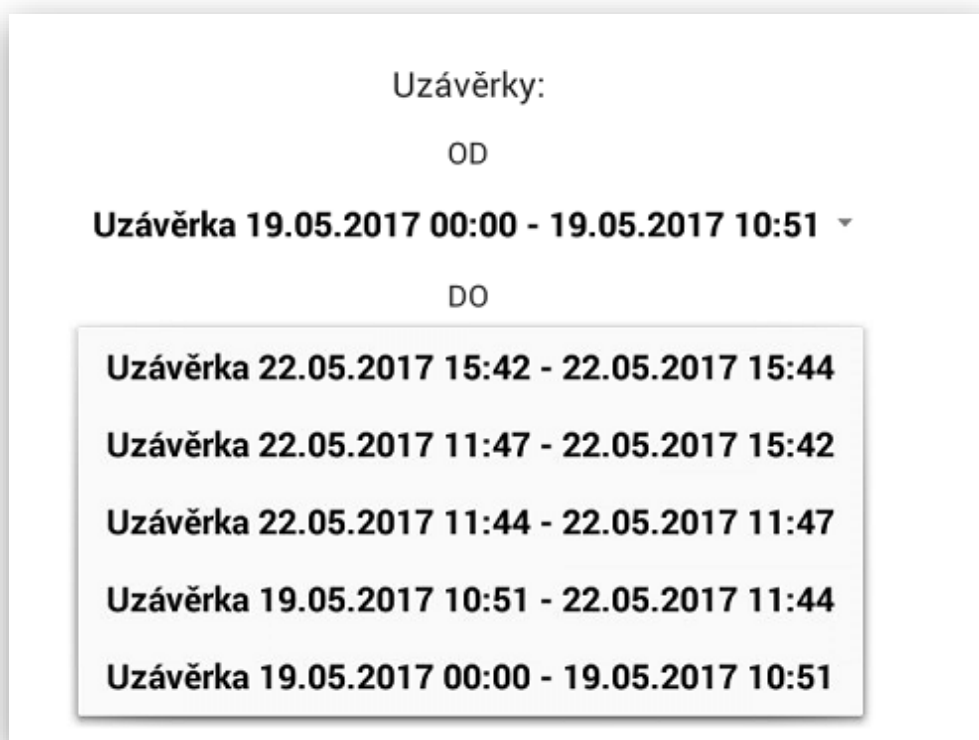 Uzávěrky:
OD
Uzávěrka 19.05.2017 00:00 - 19.05.2017 10:51
DO
Uzávěrka 22.05.2017 15:42 - 22.05.2017 15:44
Uzávěrka 22.05.2017 11:47 - 22.05.2017 15:42
Uzávěrka 22.05.2017 11:44 - 22.05.2017 11:47
Uzávěrka 19.05.2017 10:51 - 22.05.2017 11:44
Uzávěrka 19.05.2017 00:00 - 19.05.2017 10:51